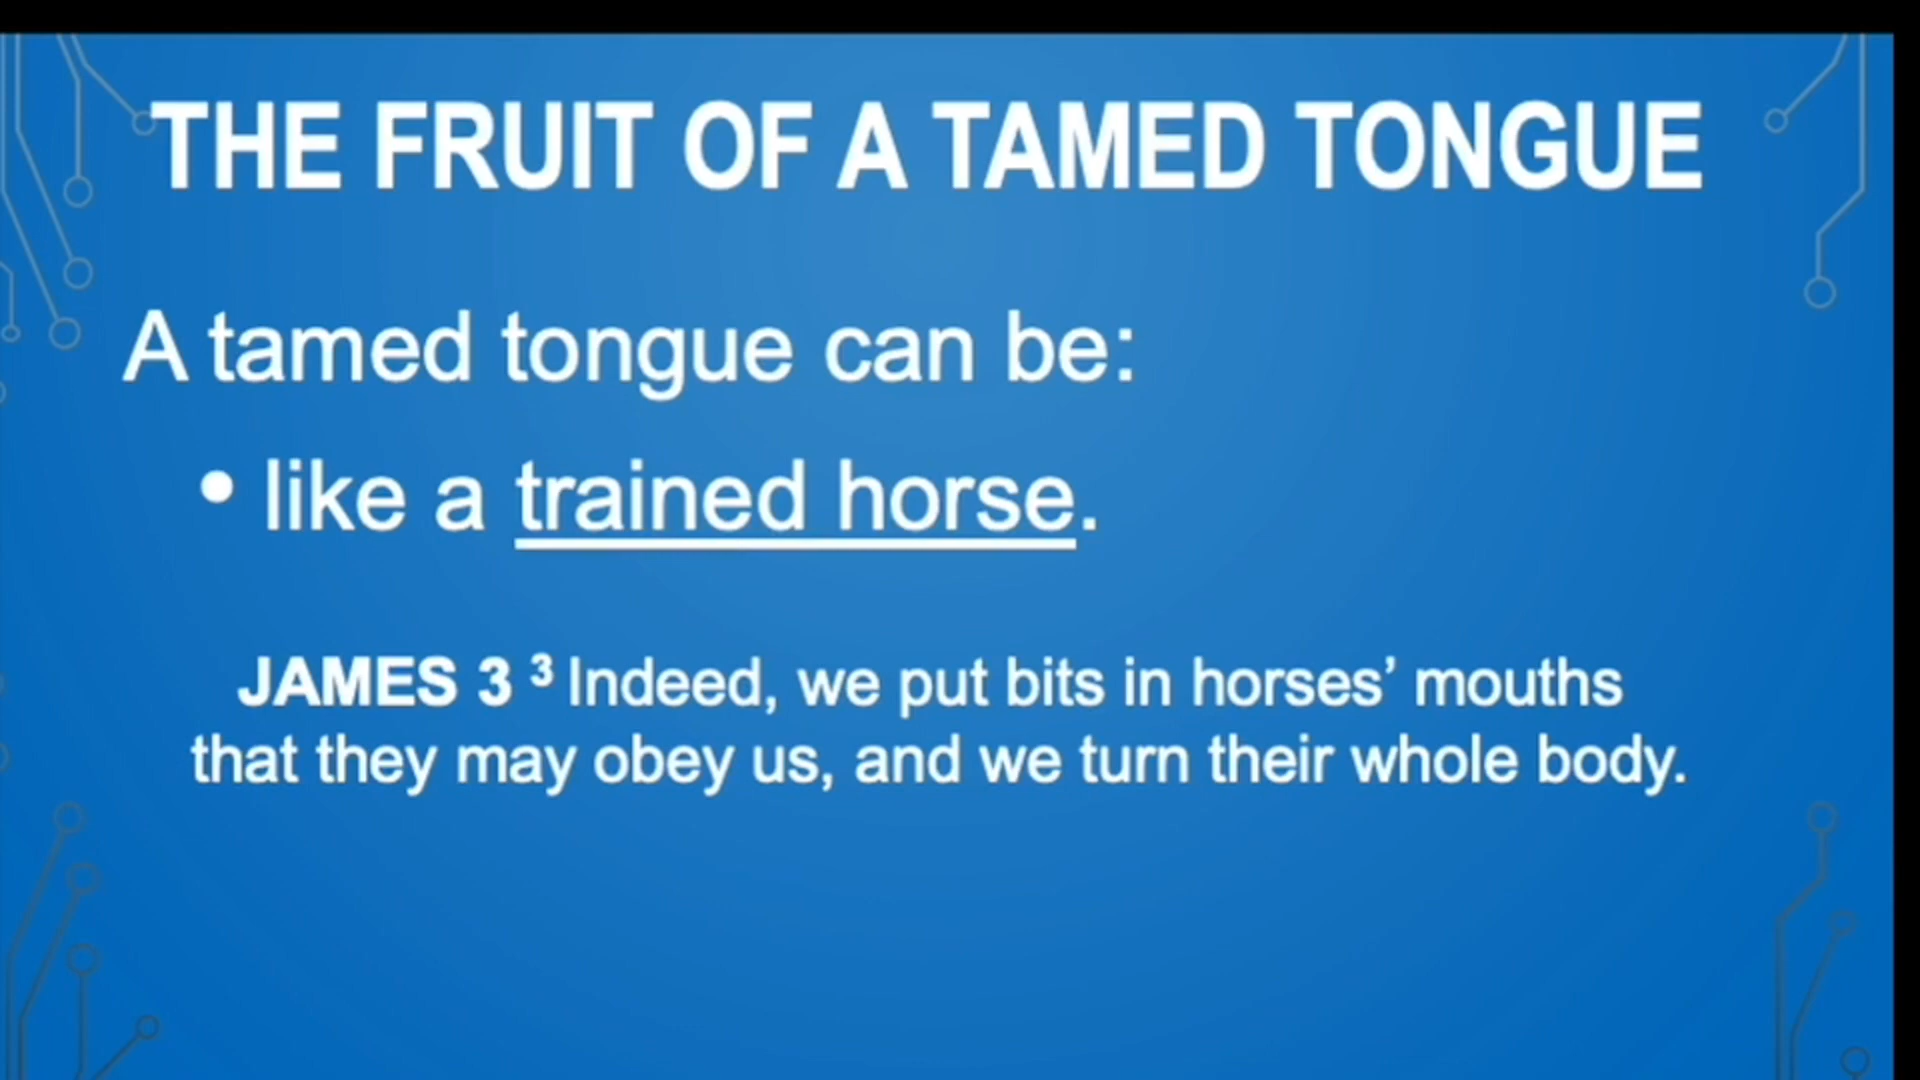 THE FRUIT OF A TAMED TONGUE
A tamed tongue can be:
• like a trained horse.
JAMES 3 ³ Indeed, we put bits in horses’ mouths
that they may obey us, and we turn their whole body.